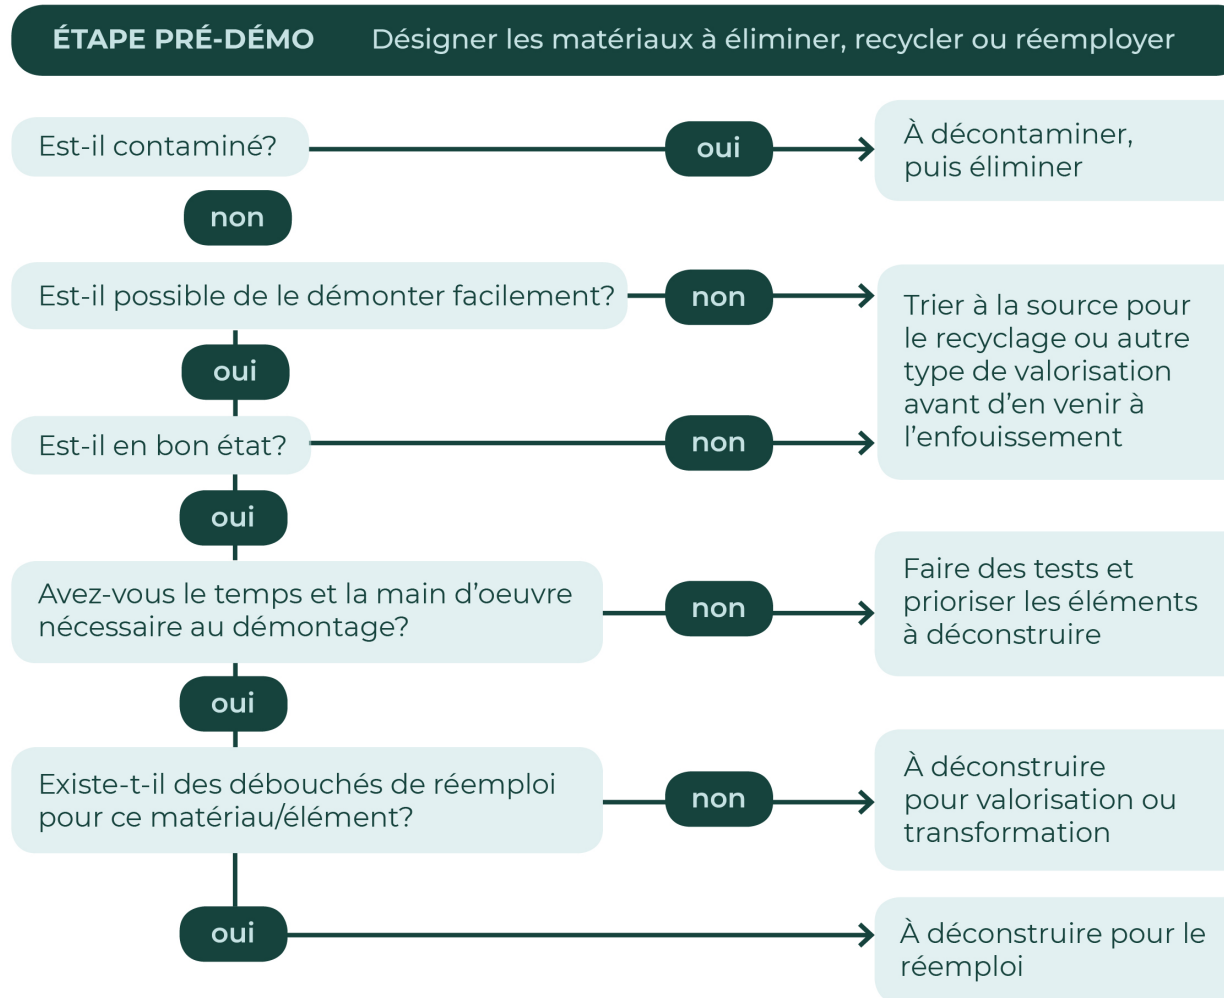 ÉTAPE PRÉ-DÉMO Désigner les matériaux à éliminer, recycler ou réemployer
Est-il contaminé?
oui
À décontaminer,
puis éliminer
non
Est-il possible de le démonter facilement?
non
Trier à la source pour
le recyclage ou autre
type de valorisation
avant d'en venir à
l'enfouissement
oui
Est-il en bon état?
non
oui
Avez-vous le temps et la main d'oeuvre
nécessaire au démontage?
non
Faire des tests et
prioriser les éléments
à déconstruire
oui
Existe-t-il des débouchés de réemploi
pour ce matériau/élément?
non
À déconstruire
pour valorisation ou
transformation
oui
À déconstruire pour le
réemploi